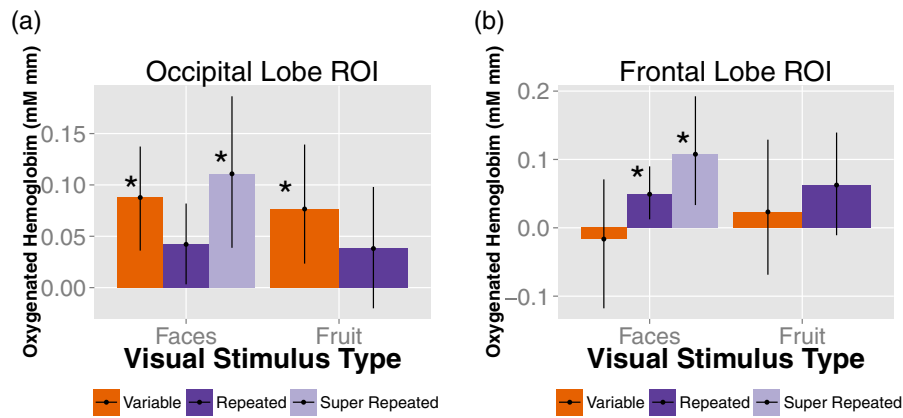 (a)
Occipital Lobe ROI
Oxygenated Hemoglobim (mM mm)
0.15
0.10
0.05
0.00
*
*
*
Faces
Fruit
Visual Stimulus Type
Variable
Repeated
Super Repeated
(b)
Frontal Lobe ROI
Oxygenated Hemoglobim (mM mm)
0.2
0.1
0.0
−0.1
*
*
Faces
Fruit
Visual Stimulus Type
Variable
Repeated
Super Repeated